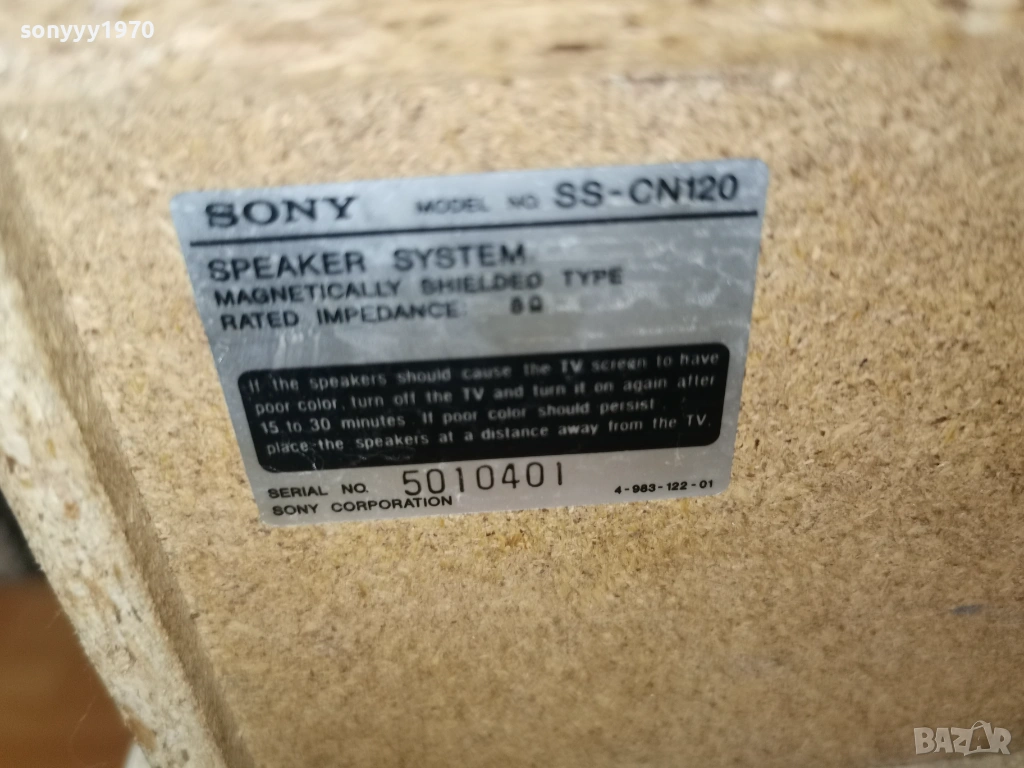 sonyyy1970
SONY MODEL NO. SS-CN120
SPEAKER SYSTEM
MAGNETICALLY SHIELDED TYPE
RATED IMPEDANCE 8Ω
If the speakers should cause the TV screen to have
poor color, turn off the TV and turn it on again after
15 to 30 minutes. If poor color should persist,
place the speakers at a distance away from the TV.
SERIAL NO. 5010401 4-983-122-01
SONY CORPORATION
BAZAR